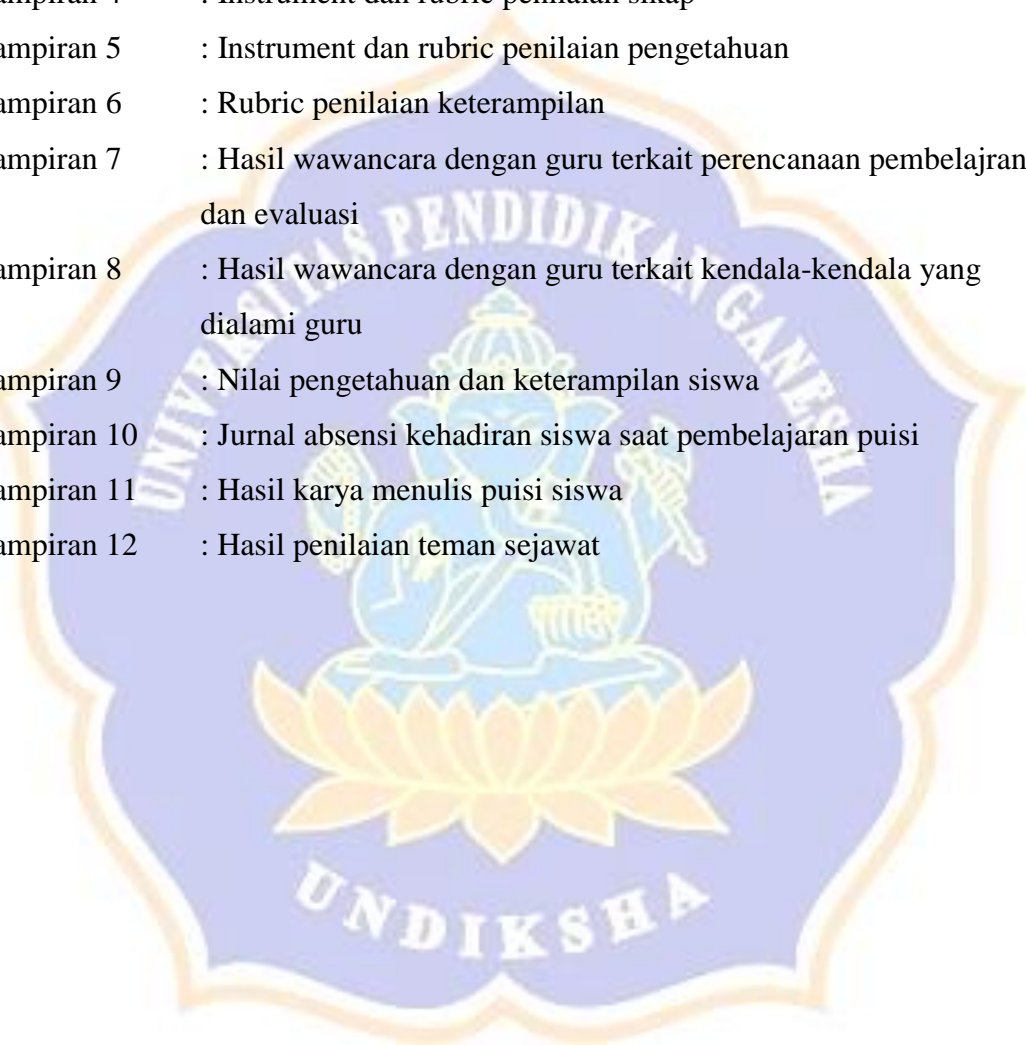 ampiran 4 : Instrument dan rubric penilaian sikap
ampiran 5 : Instrument dan rubric penilaian pengetahuan
ampiran 6 : Rubric penilaian keterampilan
ampiran 7 : Hasil wawancara dengan guru terkait perencanaan pembelajran
dan evaluasi
ampiran 8 : Hasil wawancara dengan guru terkait kendala-kendala yang
dialami guru
ampiran 9 : Nilai pengetahuan dan keterampilan siswa
ampiran 10 : Jurnal absensi kehadiran siswa saat pembelajaran puisi
ampiran 11 : Hasil karya menulis puisi siswa
ampiran 12 : Hasil penilaian teman sejawat
UNIVERSITAS PENDIDIKAN GANESHA
UNDIKSHA